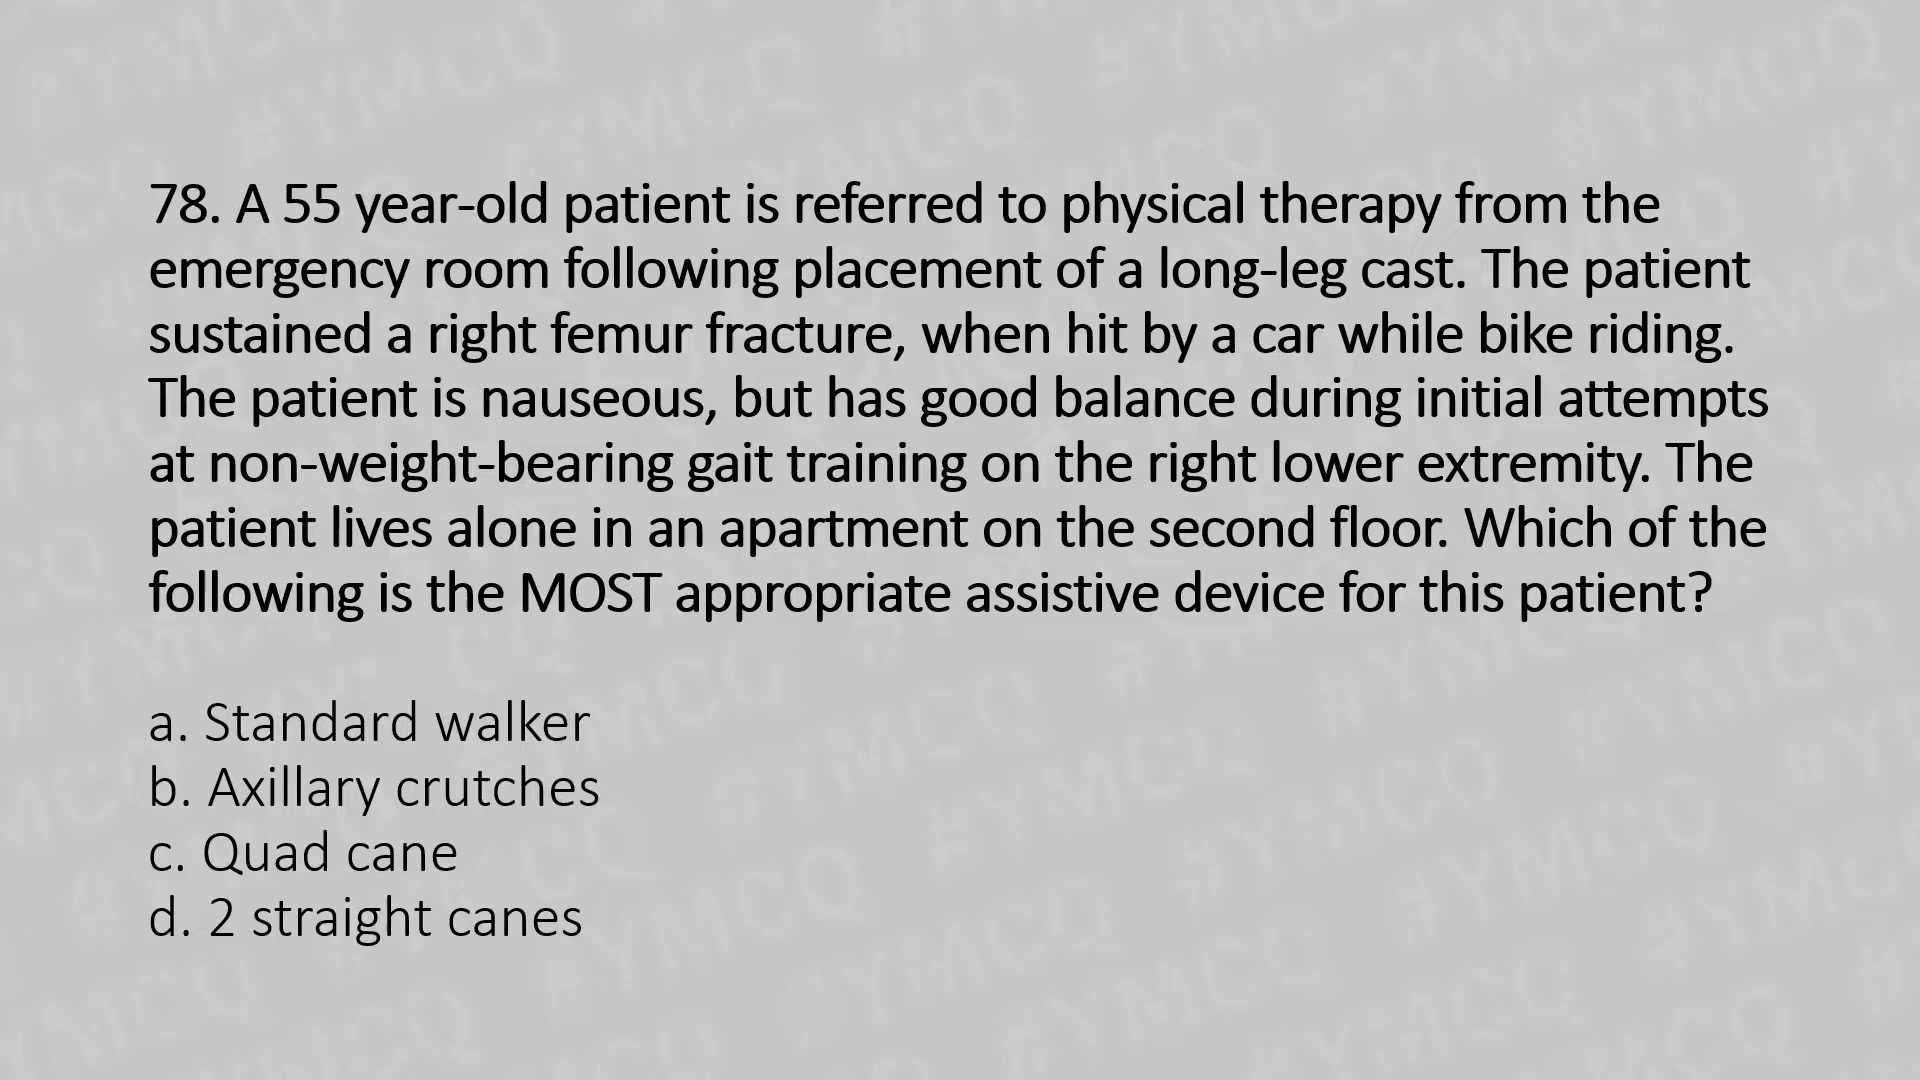 78. A 55 year-old patient is referred to physical therapy from the
emergency room following placement of a long-leg cast. The patient
sustained a right femur fracture, when hit by a car while bike riding.
The patient is nauseous, but has good balance during initial attempts
at non-weight-bearing gait training on the right lower extremity. The
patient lives alone in an apartment on the second floor. Which of the
following is the MOST appropriate assistive device for this patient?
a. Standard walker
b. Axillary crutches
c. Quad cane
d. 2 straight canes